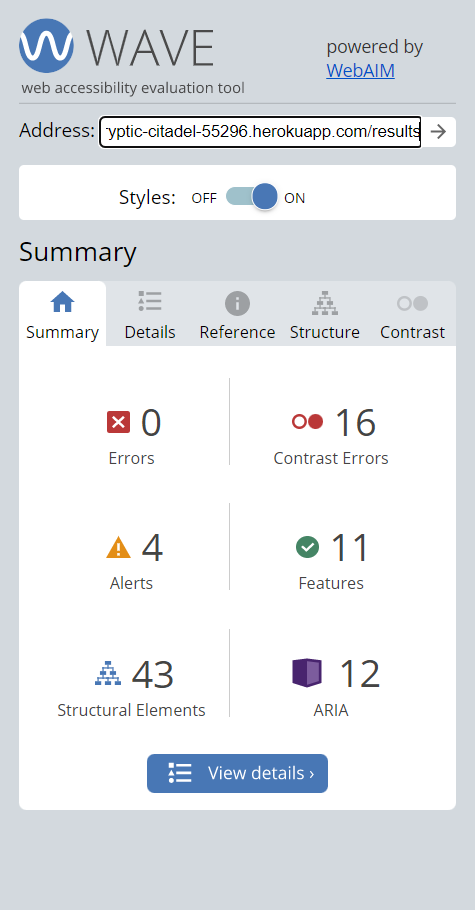 WAVE
web accessibility evaluation tool
powered by
WebAIM
Address: yptic-citadel-55296.herokuapp.com/results
Styles: OFF ON
Summary
Summary Details Reference Structure Contrast
0 16
Errors Contrast Errors
4 11
Alerts Features
43 12
Structural Elements ARIA
View details ›